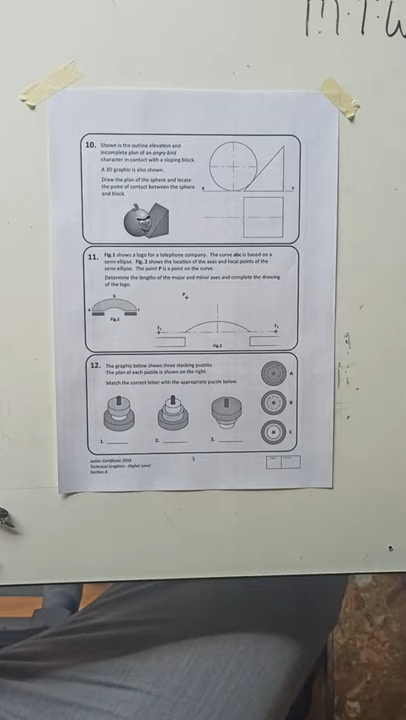 M.T.W
10. Shown is the outline elevation and
incomplete plan of an angry bird
character in contact with a sloping block.
A 3D graphic is also shown.
Draw the plan of the sphere and locate
the point of contact between the sphere
and block.
X Y
11. Fig.1 shows a logo for a telephone company. The curve abc is based on a
semi-ellipse. Fig. 2 shows the location of the axes and focal points of the
semi-ellipse. The point P is a point on the curve.
Determine the lengths of the major and minor axes and complete the drawing
of the logo.
P
b
a c
Fig.1
F₁ F₂
Fig.2
12. The graphic below shows three stacking puzzles.
The plan of each puzzle is shown on the right.
Match the correct letter with the appropriate puzzle below
A
B
C
1. 2. 3.
Junior Certificate 2016
Technical Graphics - Higher Level
Section A
5